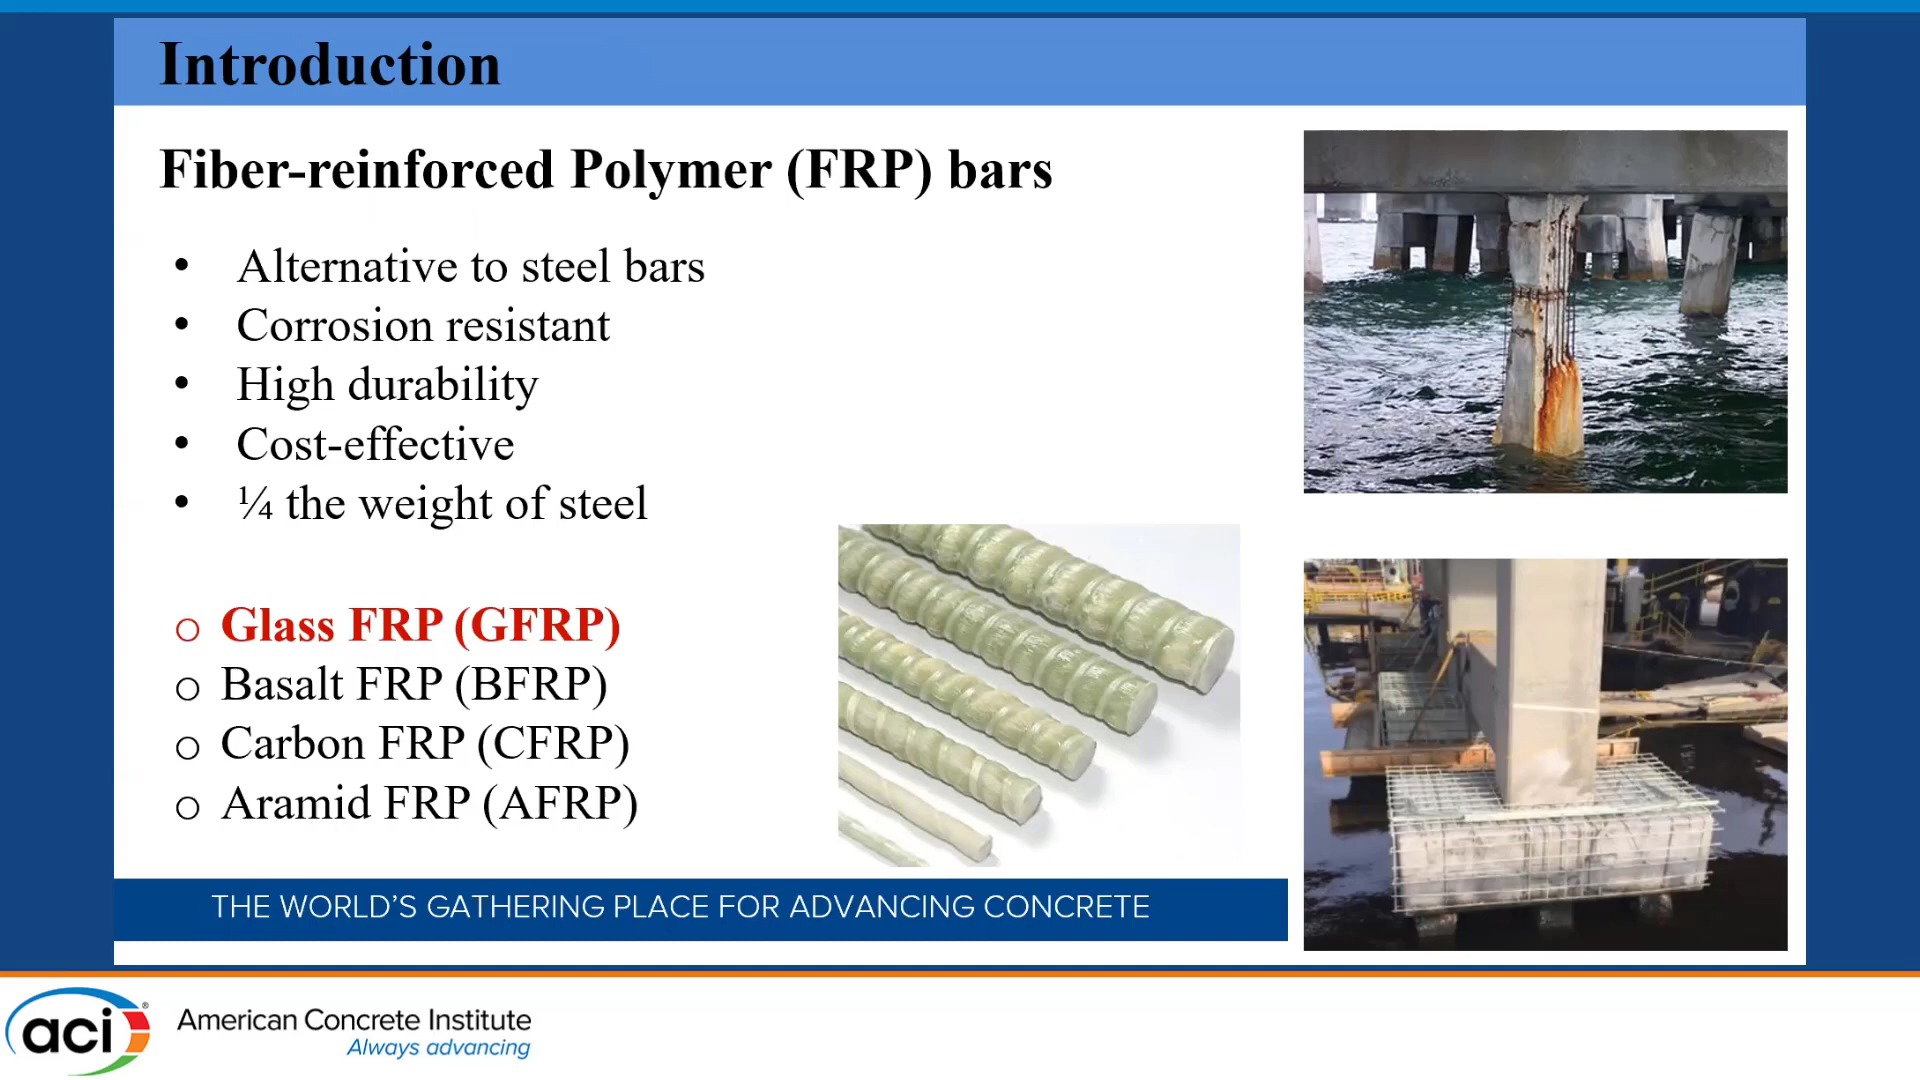 Introduction
Fiber-reinforced Polymer (FRP) bars
• Alternative to steel bars
• Corrosion resistant
• High durability
• Cost-effective
• ¼ the weight of steel
o Glass FRP (GFRP)
o Basalt FRP (BFRP)
o Carbon FRP (CFRP)
o Aramid FRP (AFRP)
THE WORLD'S GATHERING PLACE FOR ADVANCING CONCRETE
aci®
American Concrete Institute
Always advancing